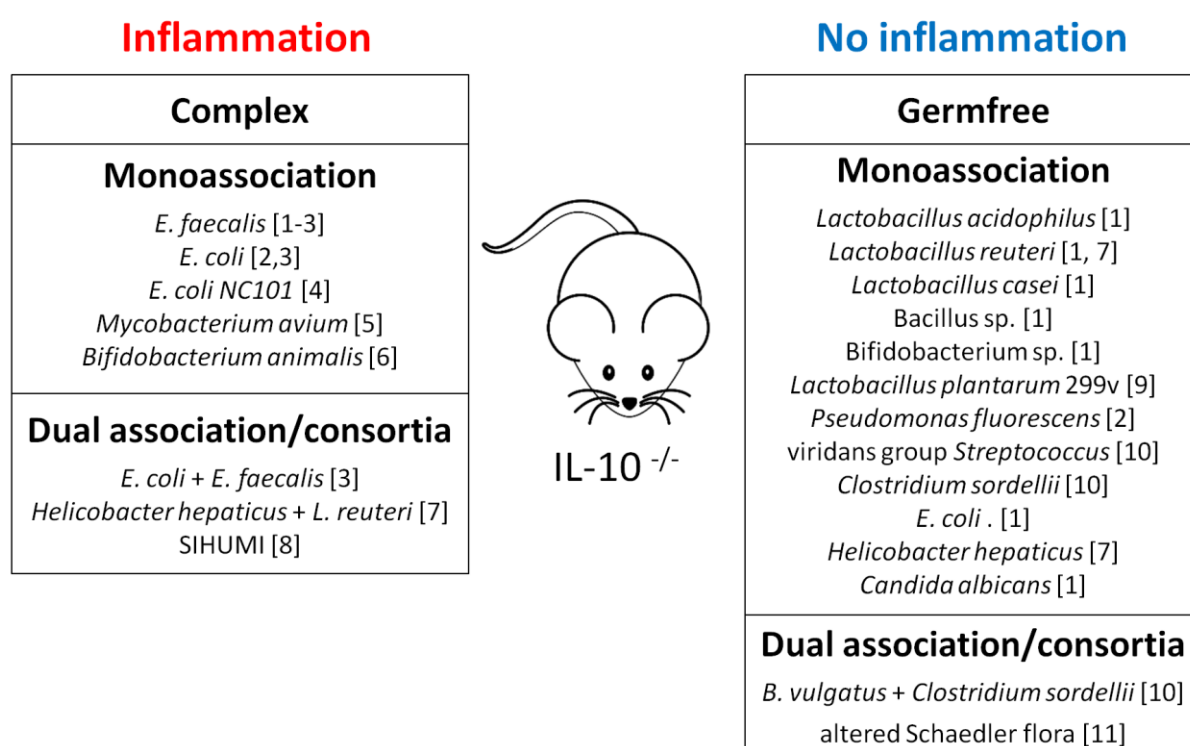 Inflammation
Complex
Monoassociation
E. faecalis [1-3]
E. coli [2,3]
E. coli NC101 [4]
Mycobacterium avium [5]
Bifidobacterium animalis [6]
Dual association/consortia
E. coli + E. faecalis [3]
Helicobacter hepaticus + L. reuteri [7]
SIHUMI [8]
IL-10 -/-
No inflammation
Germfree
Monoassociation
Lactobacillus acidophilus [1]
Lactobacillus reuteri [1, 7]
Lactobacillus casei [1]
Bacillus sp. [1]
Bifidobacterium sp. [1]
Lactobacillus plantarum 299v [9]
Pseudomonas fluorescens [2]
viridans group Streptococcus [10]
Clostridium sordellii [10]
E. coli . [1]
Helicobacter hepaticus [7]
Candida albicans [1]
Dual association/consortia
B. vulgatus + Clostridium sordellii [10]
altered Schaedler flora [11]